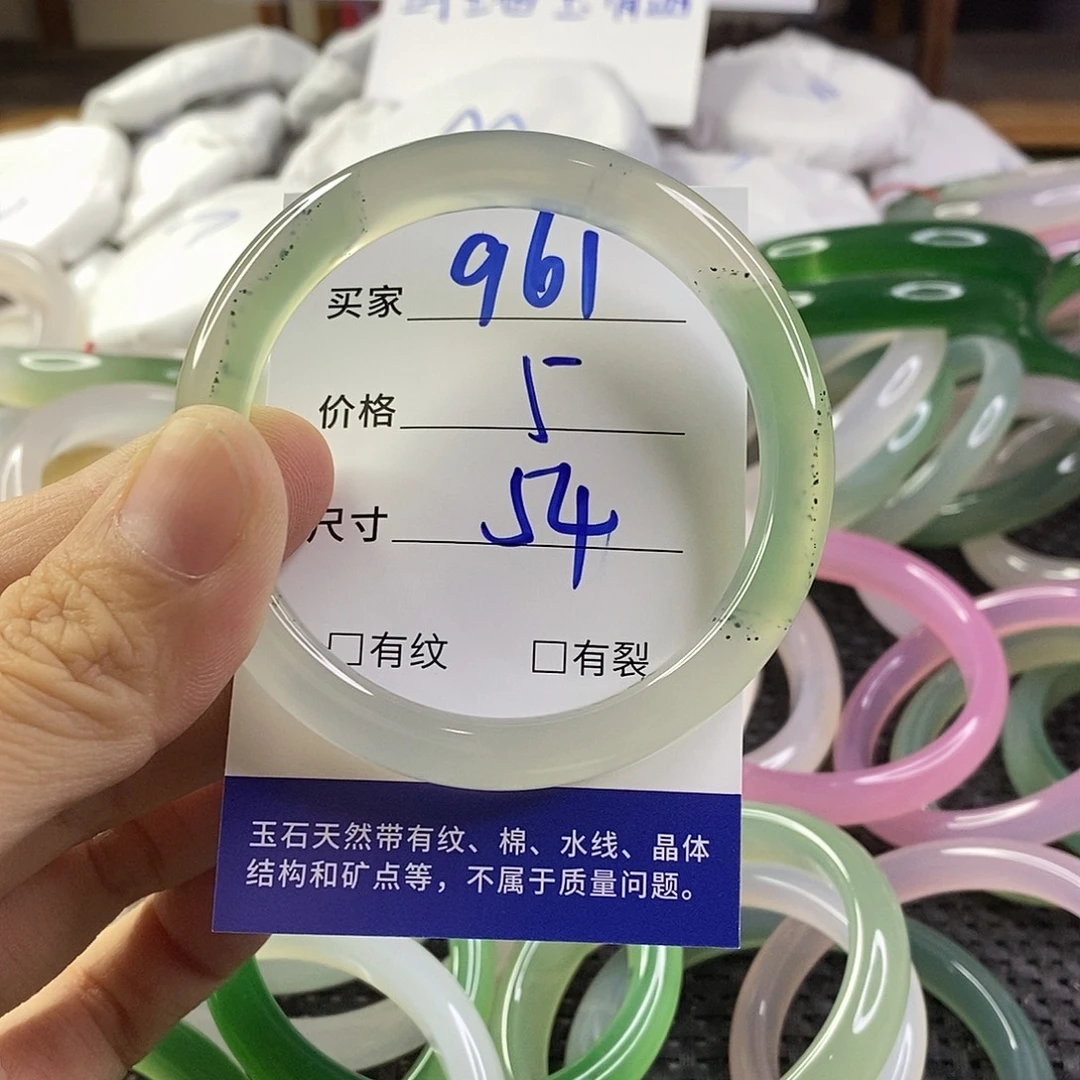 买家 961
价格 5
尺寸 54
□有纹 □有裂
玉石天然带有纹、棉、水线、晶体
结构和矿点等，不属于质量问题。